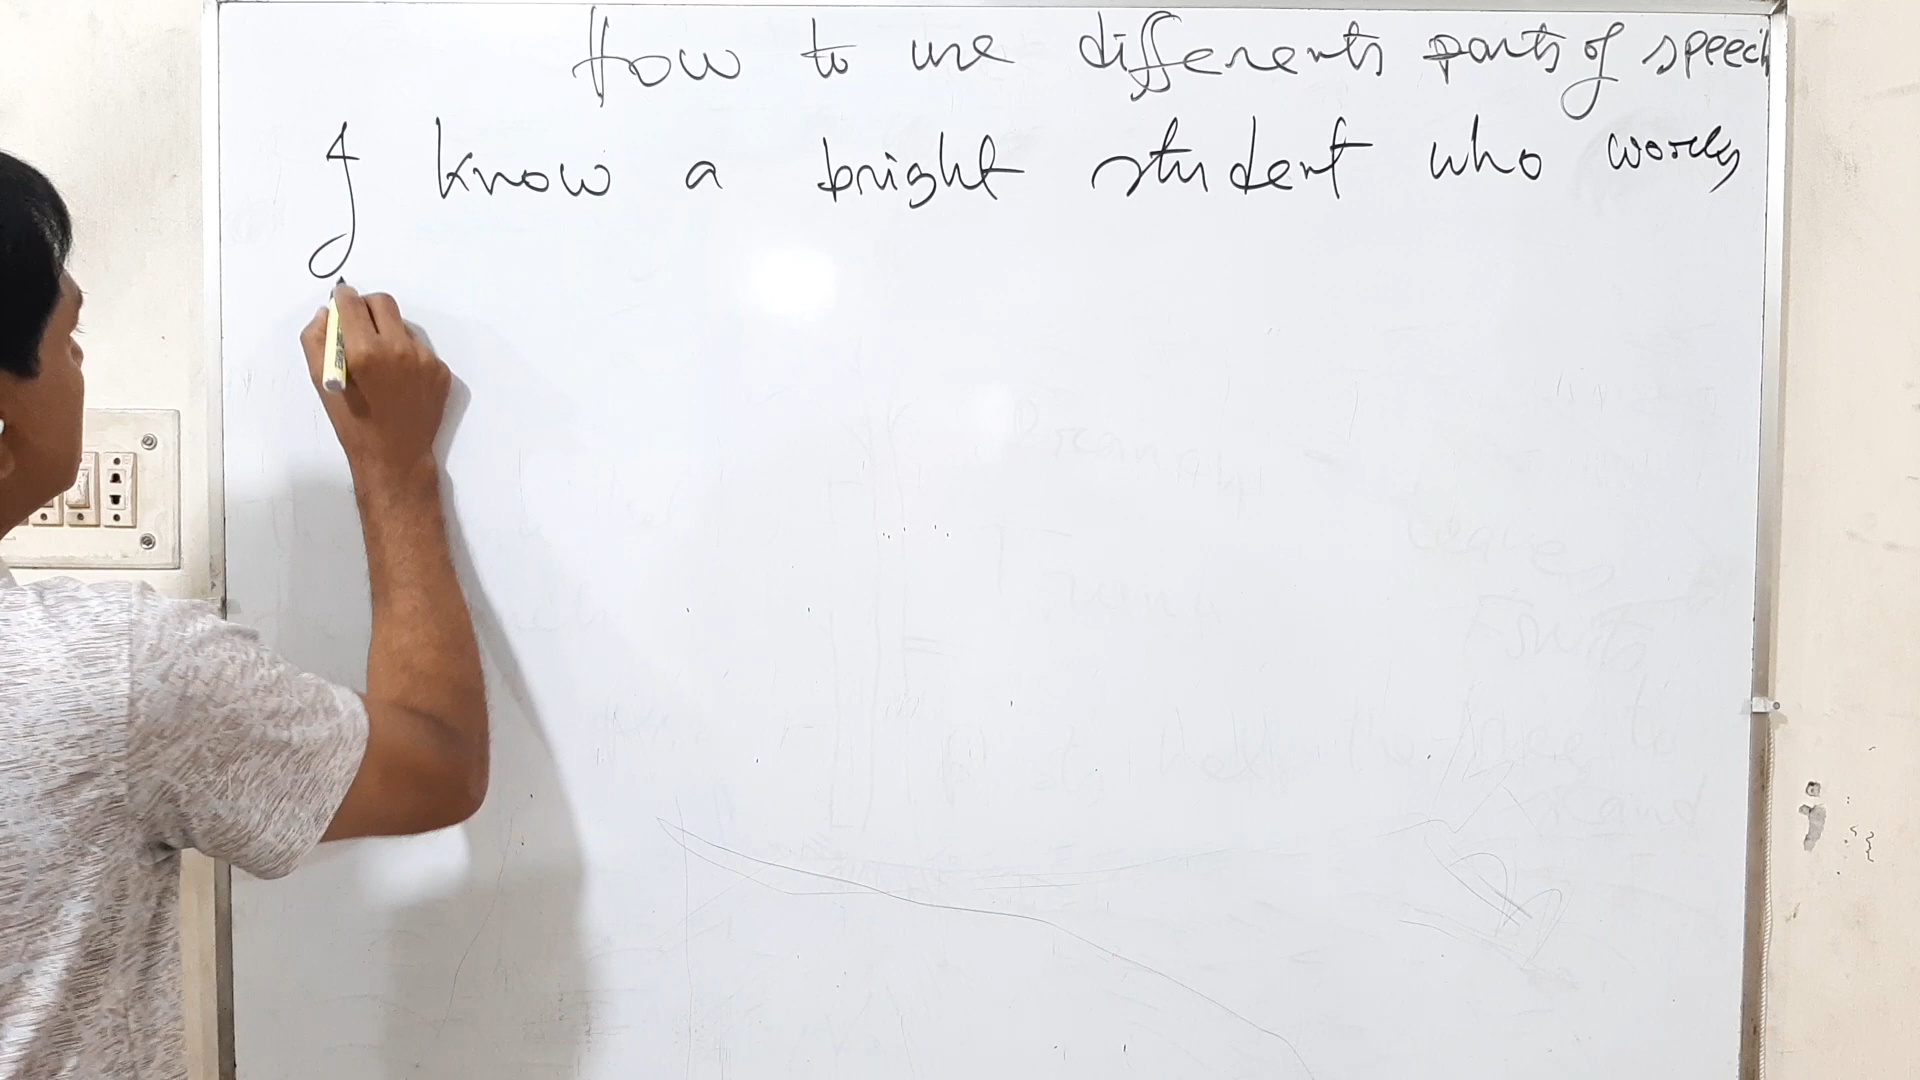 How to use differents parts of speech
I know a bright student who works